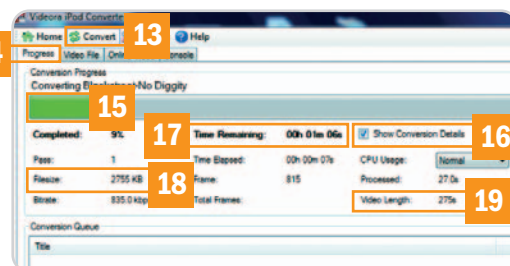 Videora iPod Converter
Home Convert Help
13
Progress Video File
Conversion Progress
Converting Blackstreet-No Diggity
15
Completed: 9% 17 Time Remaining: 00h 01m 06s Show Conversion Details 16
Pass: 1 Time Elapsed: 00h 00m 07s CPU Usage: Normal
Filesize: 2755 KB 18 Frame: 815 Processed: 27.0s
Bitrate: 835.0 kbp Total Frames: Video Length: 275s 19
Conversion Queue
Title